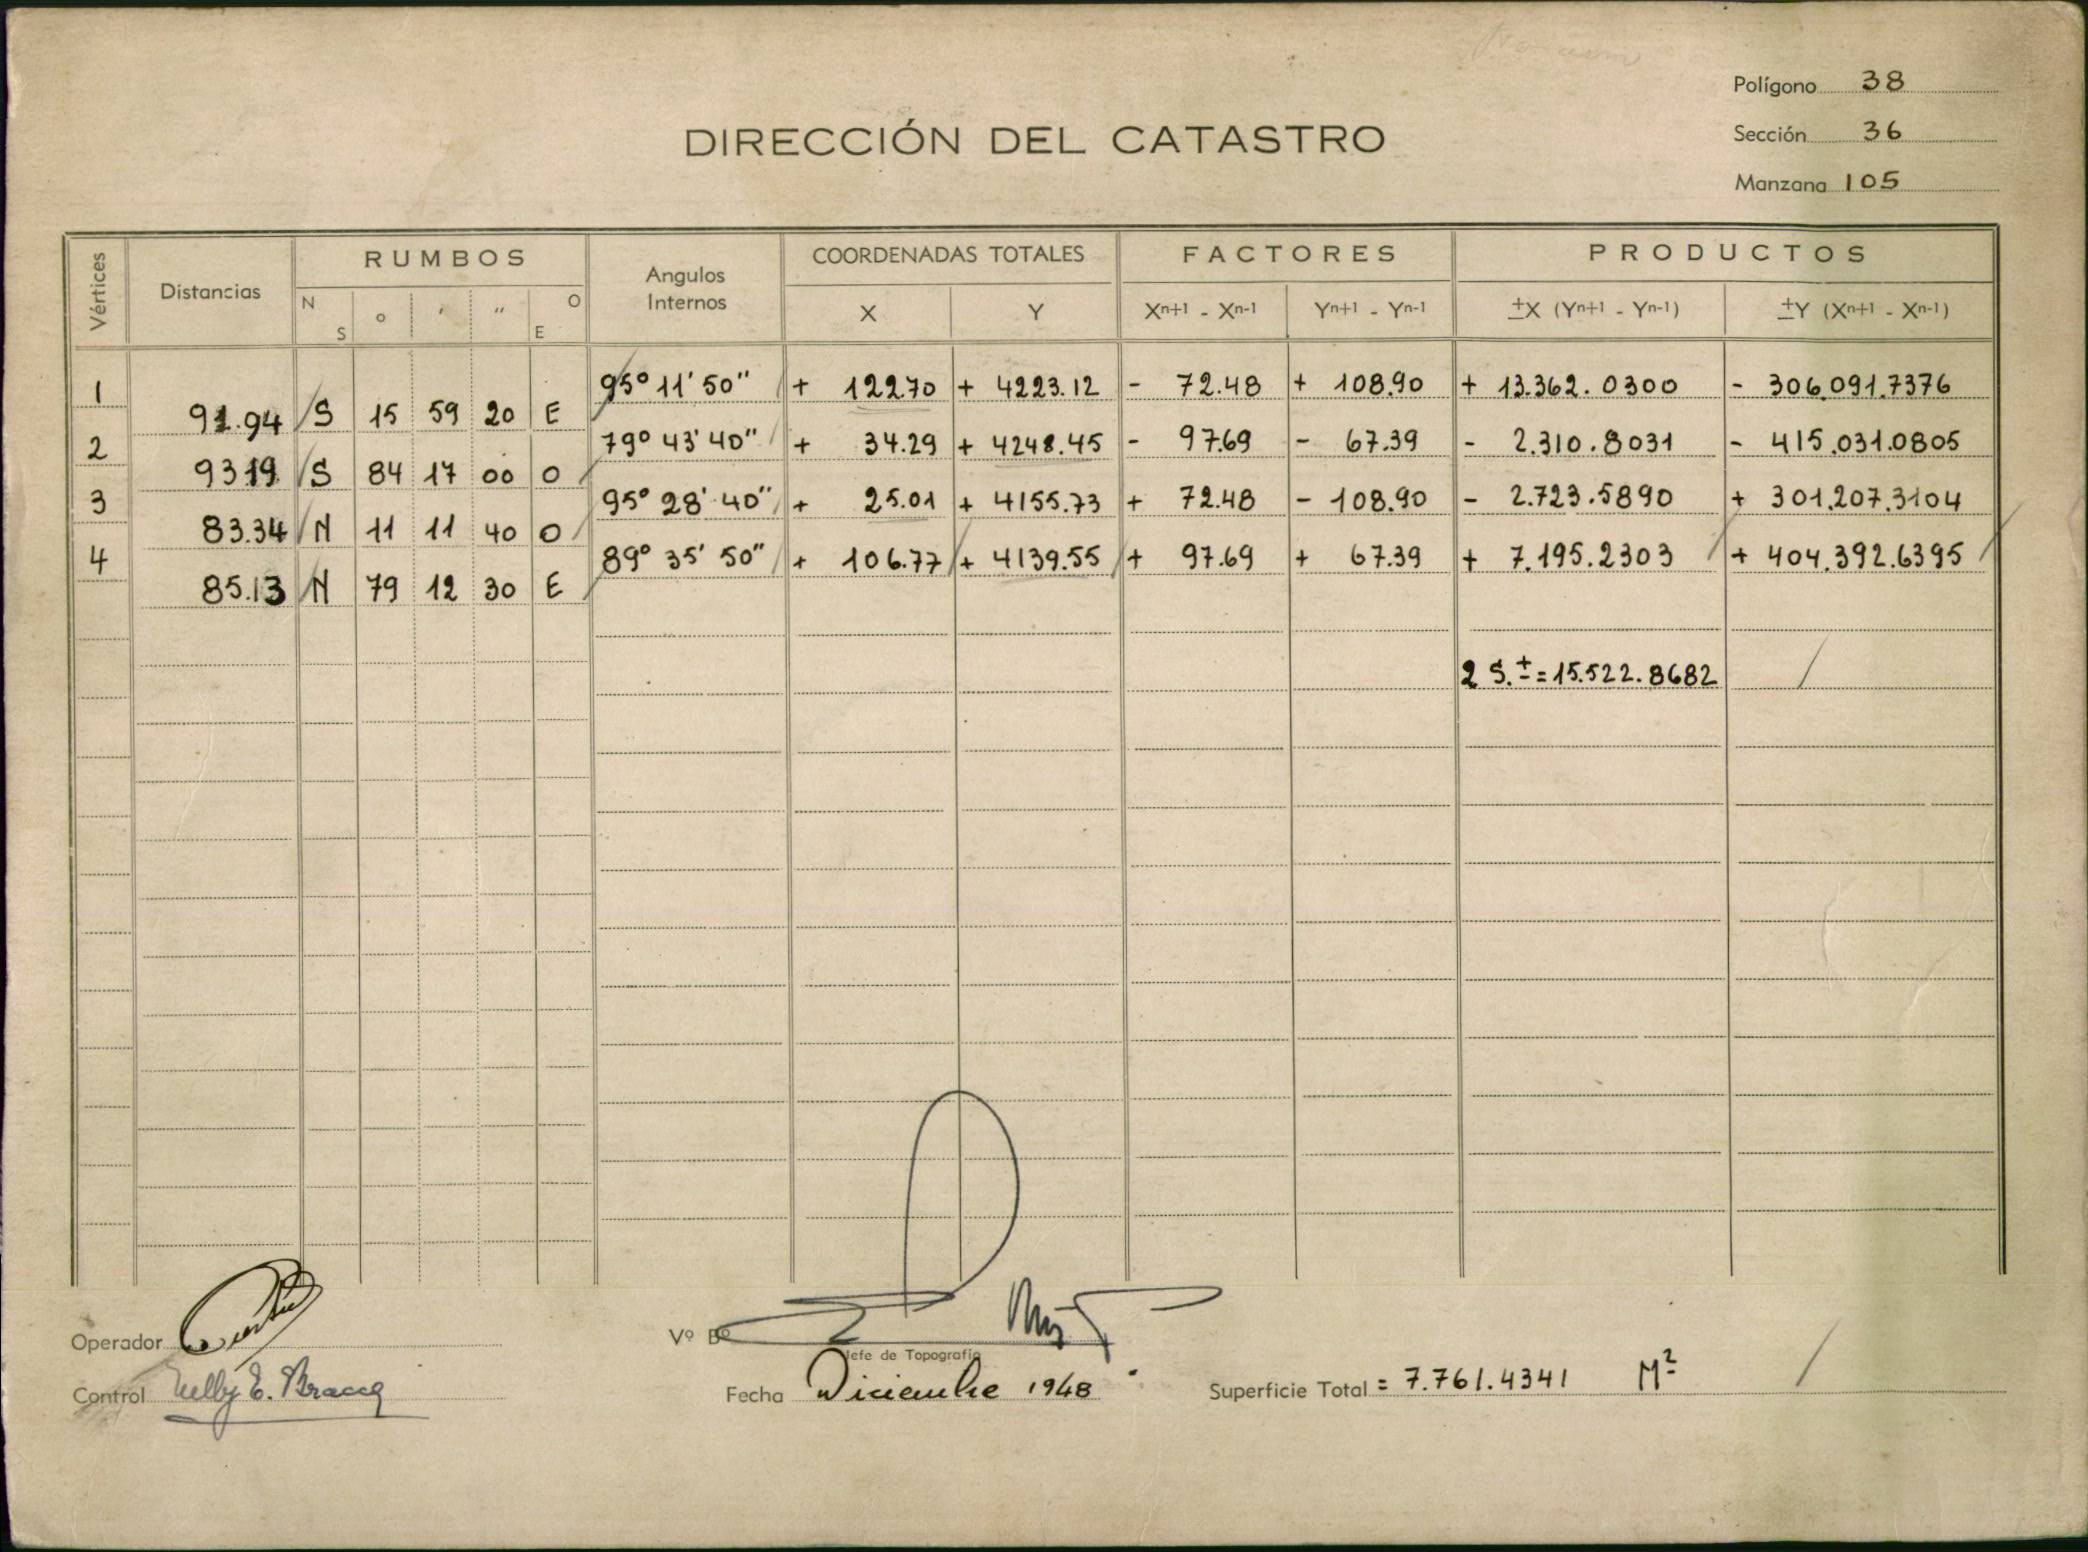 Polígono 38
DIRECCIÓN DEL CATASTRO
Sección 36
Manzana 105
Vértices Distancias RUMBOS Angulos Internos COORDENADAS TOTALES FACTORES PRODUCTOS
N S ° ' " O E X Y Xn+1 - Xn-1 Yn+1 - Yn-1 ±X (Yn+1 - Yn-1) ±Y (Xn+1 - Xn-1)
1 95° 11' 50" + 122.70 + 4223.12 - 72.48 + 108.90 + 13.362.0300 - 306.091.7376
91.94 S 15 59 20 E
2 79° 43' 40" + 34.29 + 4248.45 - 97.69 - 67.39 - 2.310.8031 - 415.031.0805
93.19 S 84 17 00 O
3 95° 28' 40" + 25.01 + 4155.73 + 72.48 - 108.90 - 2.723.5890 + 301.207.3104
83.34 N 11 11 40 O
4 89° 35' 50" + 106.77 + 4139.55 + 97.69 + 67.39 + 7.195.2303 + 404.392.6395
85.13 N 79 12 30 E
2 S.± = 15.522.8682
Operador
Vº Bº
Jefe de Topografía
Control Nelly E. Bracco
Fecha Diciembre 1948
Superficie Total = 7.761.4341 M²